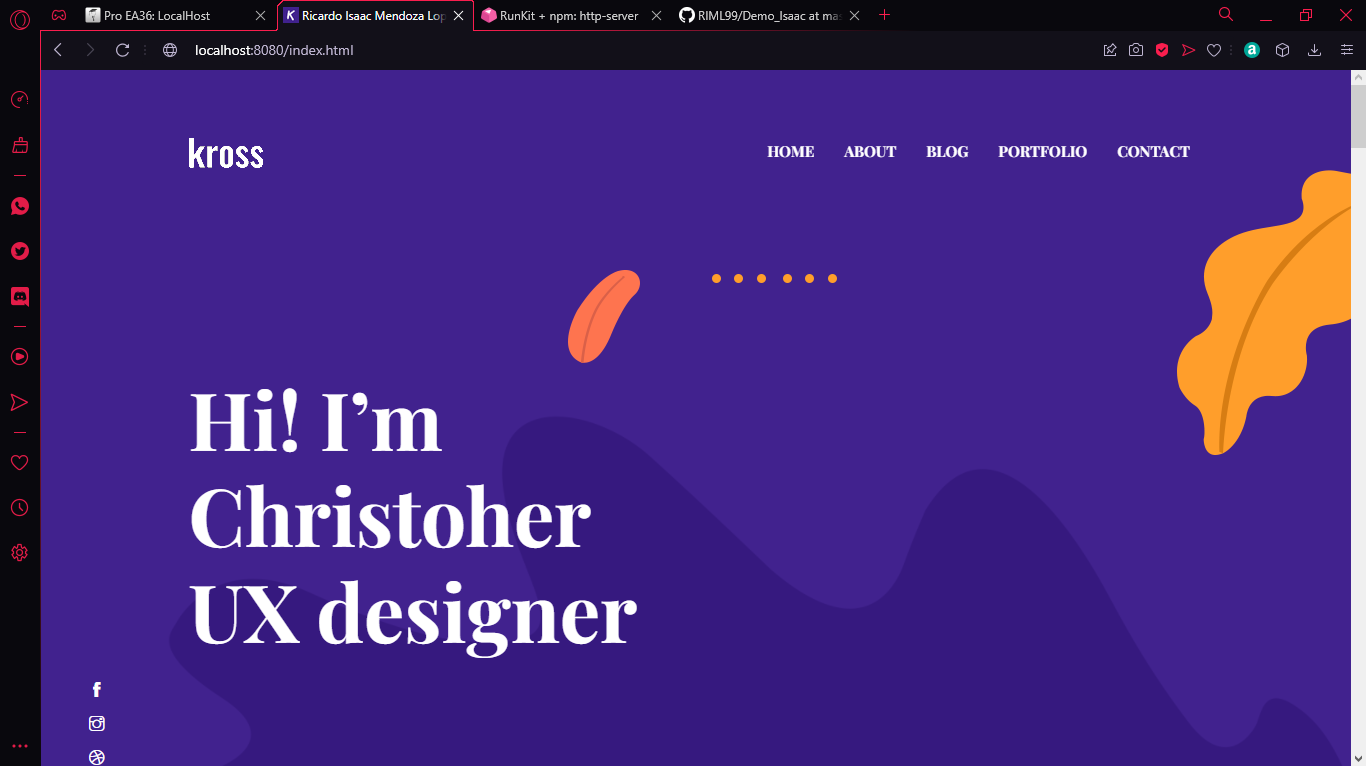 Pro EA36: LocalHost
Ricardo Isaac Mendoza Lop
RunKit + npm: http-server
RIML99/Demo_Isaac at mas
localhost:8080/index.html
a
kross
HOME ABOUT BLOG PORTFOLIO CONTACT
Hi! I’m
Christoher
UX designer